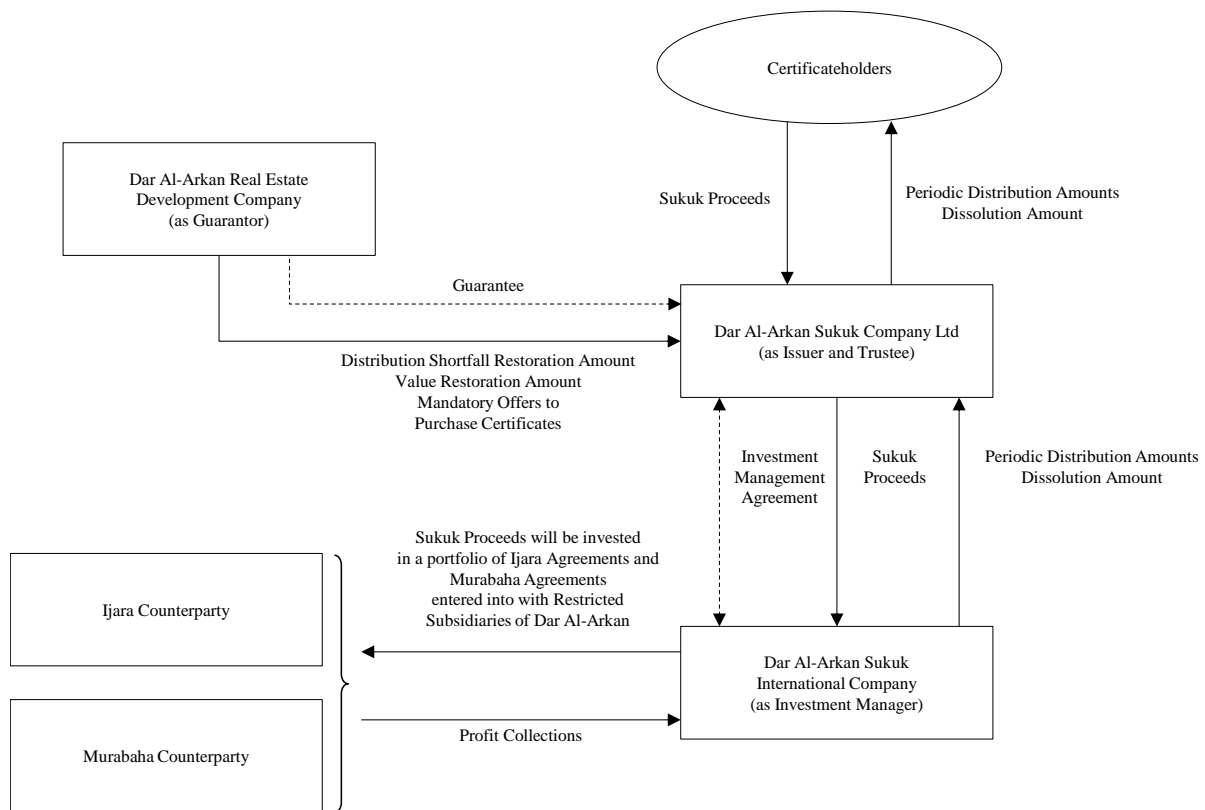 Certificateholders
Dar Al-Arkan Real Estate
Development Company
(as Guarantor)
Sukuk Proceeds
Periodic Distribution Amounts
Dissolution Amount
Guarantee
Dar Al-Arkan Sukuk Company Ltd
(as Issuer and Trustee)
Distribution Shortfall Restoration Amount
Value Restoration Amount
Mandatory Offers to
Purchase Certificates
Investment
Management
Agreement
Sukuk
Proceeds
Periodic Distribution Amounts
Dissolution Amount
Sukuk Proceeds will be invested
in a portfolio of Ijara Agreements and
Murabaha Agreements
entered into with Restricted
Subsidiaries of Dar Al-Arkan
Ijara Counterparty
Dar Al-Arkan Sukuk
International Company
(as Investment Manager)
Profit Collections
Murabaha Counterparty